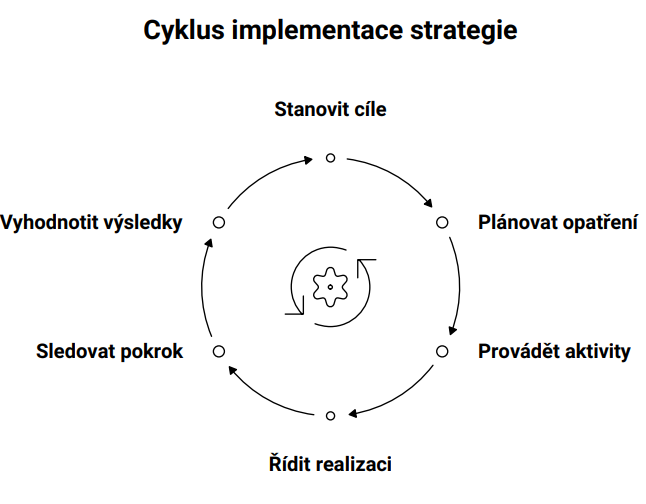 Cyklus implementace strategie
Stanovit cíle
Plánovat opatření
Provádět aktivity
Řídit realizaci
Sledovat pokrok
Vyhodnotit výsledky